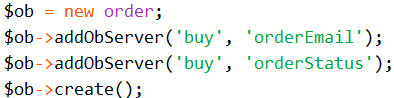 $ob = new order;
$ob->addObServer('buy', 'orderEmail');
$ob->addObServer('buy', 'orderStatus');
$ob->create();